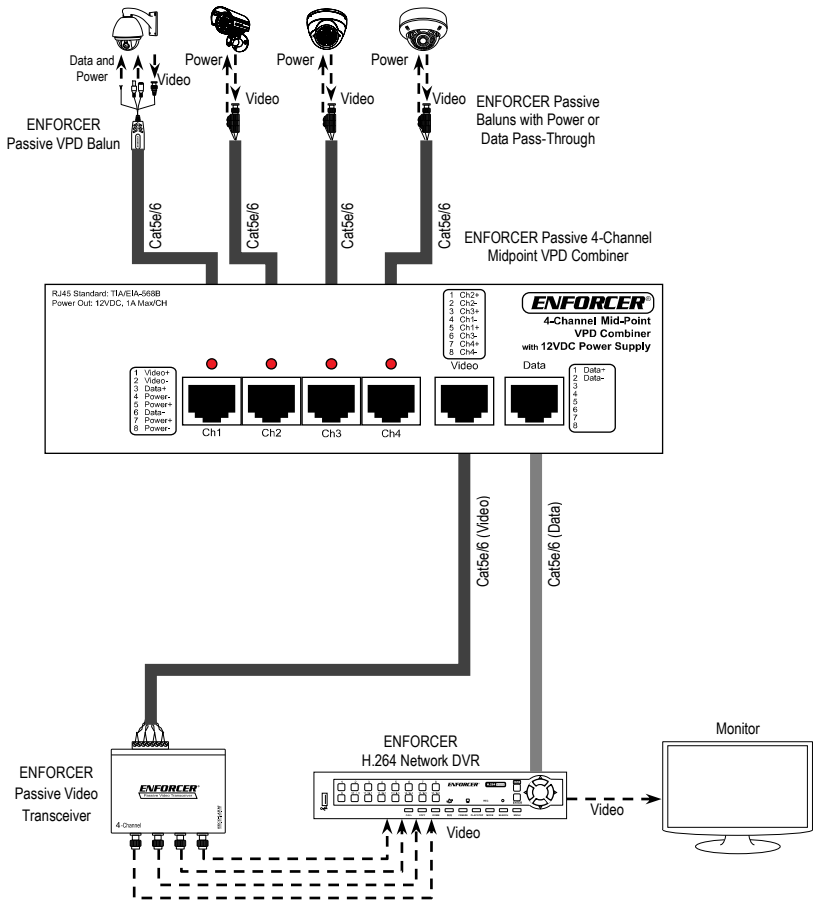 Data and
Power
Video
Power
Video
Power
Video
Power
Video
ENFORCER
Passive VPD Balun
ENFORCER Passive
Baluns with Power or
Data Pass-Through
Cat5e/6
Cat5e/6
Cat5e/6
Cat5e/6
ENFORCER Passive 4-Channel
Midpoint VPD Combiner
RJ45 Standard: TIA/EIA-568B
Power Out: 12VDC, 1A Max/CH
1 Ch2+
2 Ch2-
3 Ch3+
4 Ch1-
5 Ch1+
6 Ch3-
7 Ch4+
8 Ch4-
ENFORCER®
4-Channel Mid-Point
VPD Combiner
with 12VDC Power Supply
Video
Data
1 Video+
2 Video-
3 Data+
4 Power-
5 Power+
6 Data-
7 Power+
8 Power-
1 Data+
2 Data-
3
4
5
6
7
8
Ch1
Ch2
Ch3
Ch4
Cat5e/6 (Video)
Cat5e/6 (Data)
ENFORCER
H.264 Network DVR
Monitor
ENFORCER
Passive Video
Transceiver
ENFORCER
Passive Video Transceiver
4-Channel
ENFORCER
Video
Video